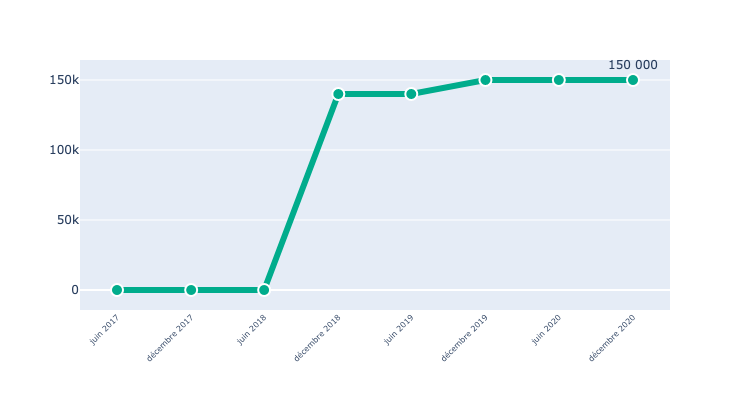 150 000
150k
100k
50k
0
juin 2017
décembre 2017
juin 2018
décembre 2018
juin 2019
décembre 2019
juin 2020
décembre 2020